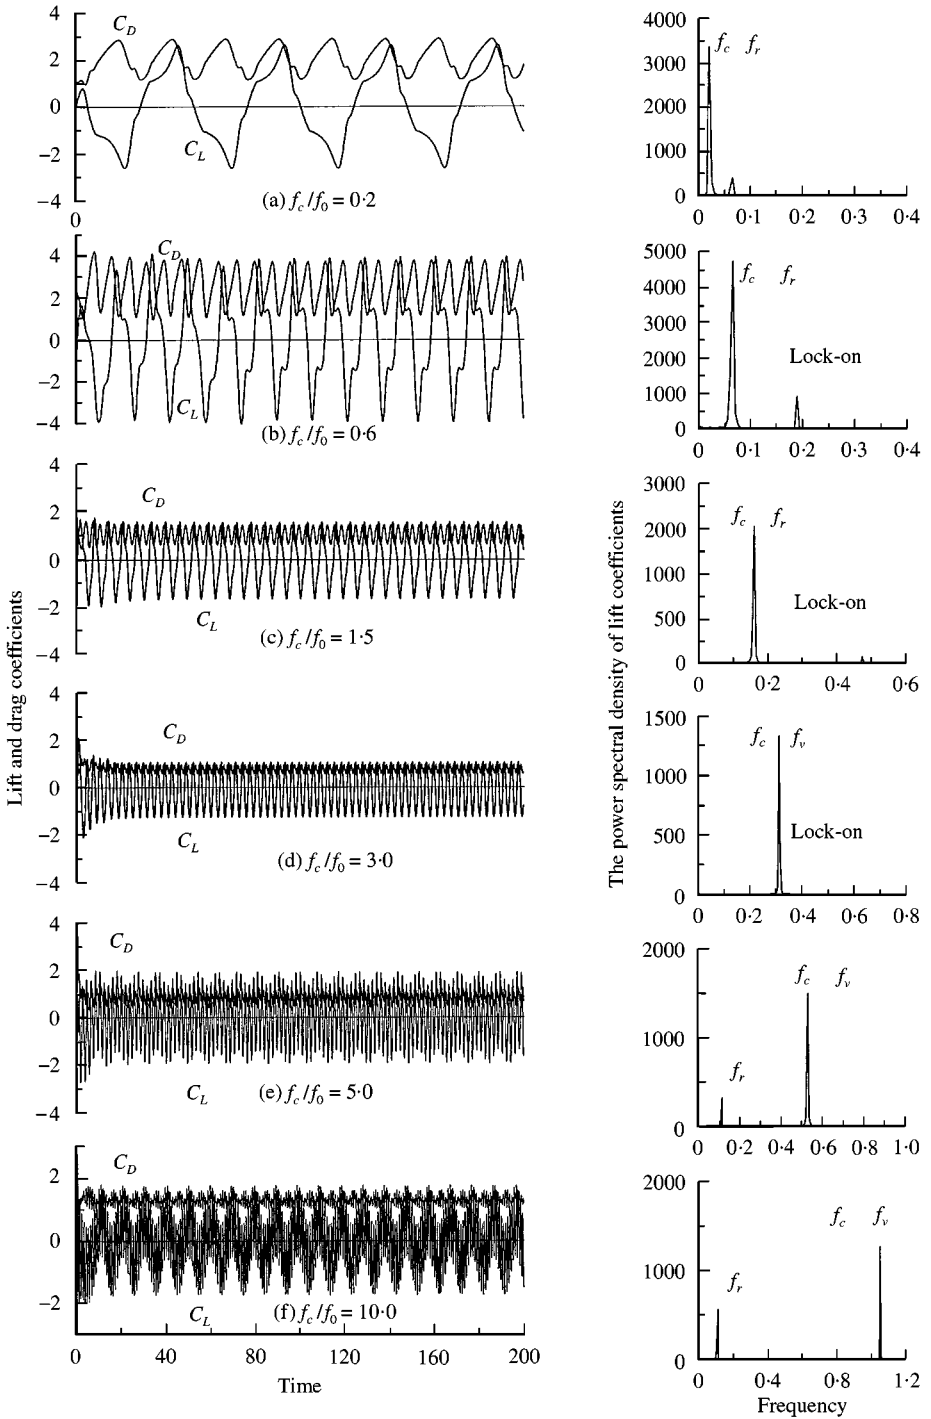 Lift and drag coefficients
4
2
0
−2
−4
C_D
C_L
(a) f_c/f_0 = 0·2
0
4
2
0
−2
4
C_D
C_L
(b) f_c/f_0 = 0·6
4
2
0
−2
−4
C_D
C_L
(c) f_c/f_0 = 1·5
4
2
0
−2
−4
C_D
C_L
(d) f_c/f_0 = 3·0
4
2
0
−2
−4
C_D
C_L
(e) f_c/f_0 = 5·0
2
0
−2
C_D
C_L
(f) f_c/f_0 = 10·0
0 40 80 120 160 200
Time
The power spectral density of lift coefficients
4000
3000
2000
1000
0
f_c f_r
0 0·1 0·2 0·3 0·4
5000
4000
3000
2000
1000
0
f_c f_r
Lock-on
0 0·1 0·2 0·3 0·4
3000
2000
1000
500
0
f_c f_r
Lock-on
0 0·2 0·4 0·6
1500
1000
500
0
f_c f_v
Lock-on
0 0·2 0·4 0·6 0·8
2000
1000
0
f_c f_v
f_r
0 0·2 0·4 0·6 0·8 1·0
2000
1000
0
f_c f_v
f_r
0 0·4 0·8 1·2
Frequency